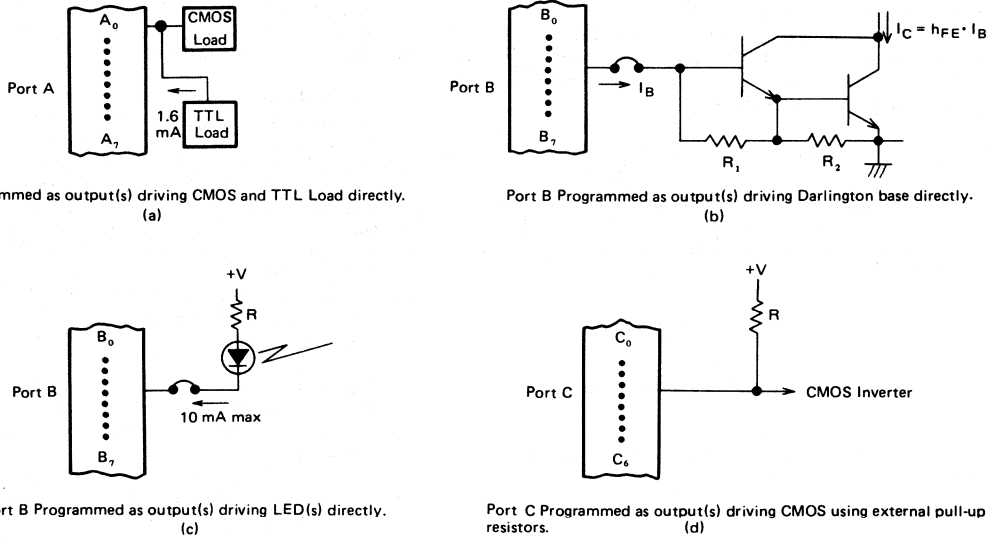 A0
A7
Port A
CMOS
Load
1.6
mA
TTL
Load
mmed as output(s) driving CMOS and TTL Load directly.
(a)
B0
B7
Port B
IB
R1
R2
IC = hFE· IB
Port B Programmed as output(s) driving Darlington base directly.
(b)
+V
R
B0
B7
Port B
10 mA max
rt B Programmed as output(s) driving LED(s) directly.
(c)
+V
R
C0
C6
Port C
CMOS Inverter
Port C Programmed as output(s) driving CMOS using external pull-up
resistors.
(d)